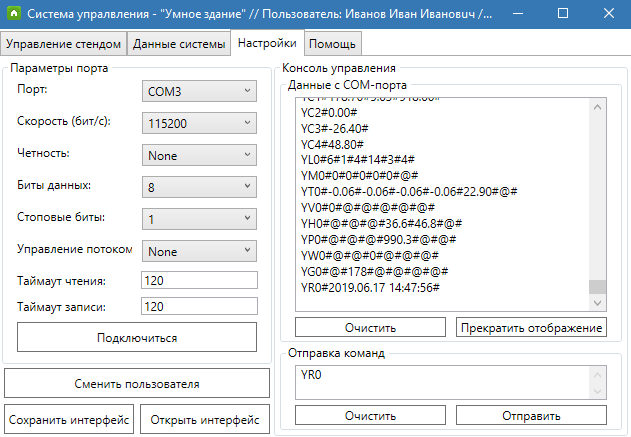 Система упралвления - "Умное здание" // Пользователь: Иванов Иван Иванович /...
Управление стендом
Данные системы
Настройки
Помощь
Параметры порта
Порт:
COM3
Скорость (бит/с):
115200
Четность:
None
Биты данных:
8
Стоповые биты:
1
Управление потоком
None
Таймаут чтения:
120
Таймаут записи:
120
Подключиться
Сменить пользователя
Сохранить интерфейс
Открыть интерфейс
Консоль управления
Данные с COM-порта
YC2#0.00#
YC3#-26.40#
YC4#48.80#
YL0#6#1#4#14#3#4#
YM0#0#0#0#0#0#@#
YT0#-0.06#-0.06#-0.06#-0.06#22.90#@#
YV0#0#@#@#@#@#@#
YH0#@#@#@#36.6#46.8#@#
YP0#@#@#@#990.3#@#@#
YW0#@#@#0#@#@#@#
YG0#@#178#@#@#@#@#
YR0#2019.06.17 14:47:56#
Очистить
Прекратить отображение
Отправка команд
YR0
Очистить
Отправить